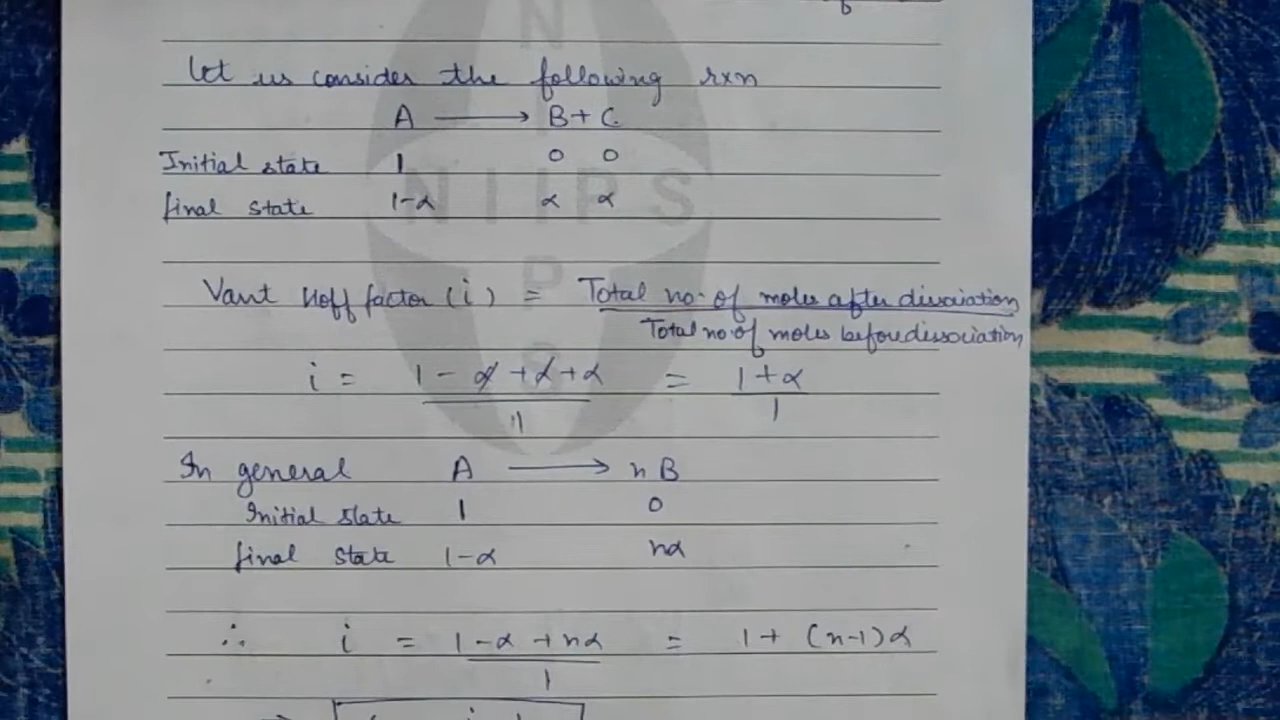 Let us consider the following rxn
A ⟶ B + C
Initial state 1 0 0
final state 1-α α α
Vant Hoff factor (i) = Total no. of moles after dissociation
Total no of moles before dissociation
i = 1 - α + α + α = 1 + α
1 1
In general A ⟶ nB
Initial state 1 0
final state 1-α nα
∴ i = 1 - α + nα = 1 + (n-1)α
1
N
I
NIIPS
P
S